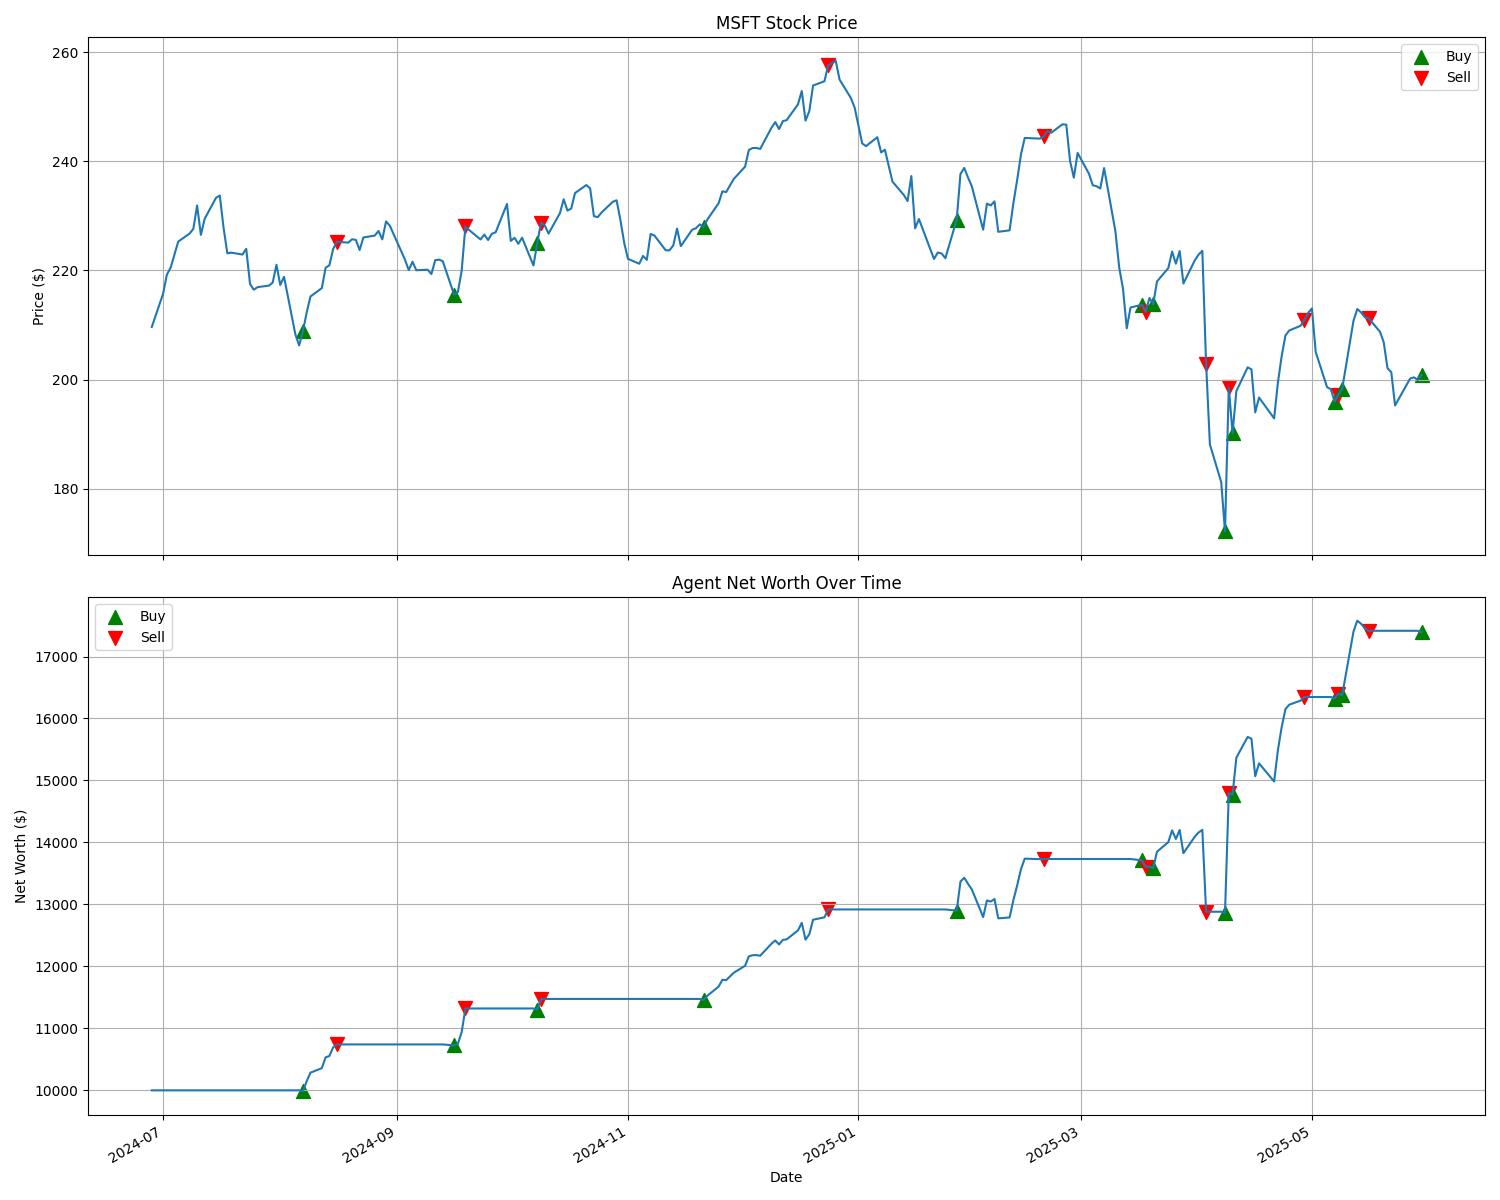 MSFT Stock Price
Price ($)
260
240
220
200
180
Buy
Sell
Agent Net Worth Over Time
Net Worth ($)
17000
16000
15000
14000
13000
12000
11000
10000
Buy
Sell
2024-07
2024-09
2024-11
2025-01
2025-03
2025-05
Date